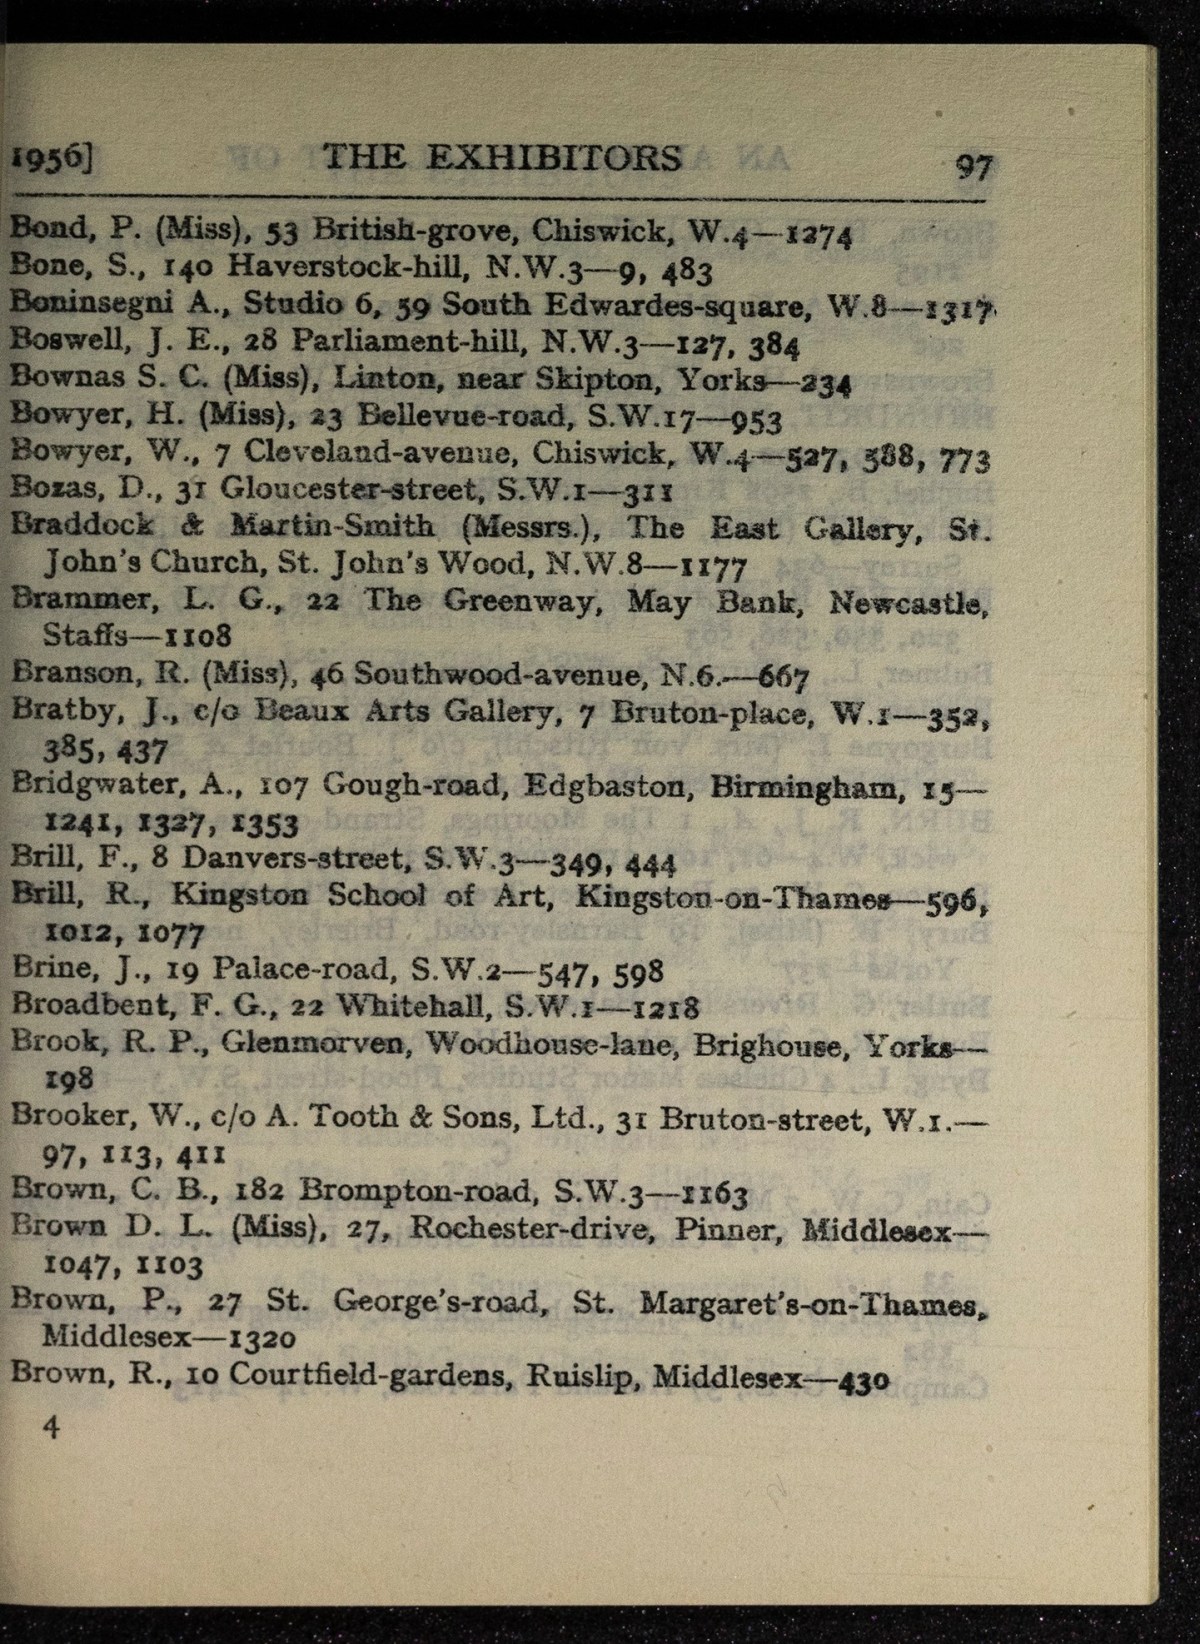 1956] THE EXHIBITORS 97
Bond, P. (Miss), 53 British-grove, Chiswick, W.4—1274
Bone, S., 140 Haverstock-hill, N.W.3—9, 483
Boninsegni A., Studio 6, 59 South Edwardes-square, W.8—1317
Boswell, J. E., 28 Parliament-hill, N.W.3—127, 384
Bownas S. C. (Miss), Linton, near Skipton, Yorks—234
Bowyer, H. (Miss), 23 Bellevue-road, S.W.17—953
Bowyer, W., 7 Cleveland-avenue, Chiswick, W.4—527, 588, 773
Bozas, D., 31 Gloucester-street, S.W.1—311
Braddock & Martin-Smith (Messrs.), The East Gallery, St.
John's Church, St. John's Wood, N.W.8—1177
Brammer, L. G., 22 The Greenway, May Bank, Newcastle,
Staffs—1108
Branson, R. (Miss), 46 Southwood-avenue, N.6.—667
Bratby, J., c/o Beaux Arts Gallery, 7 Bruton-place, W.1—352,
385, 437
Bridgwater, A., 107 Gough-road, Edgbaston, Birmingham, 15—
1241, 1327, 1353
Brill, F., 8 Danvers-street, S.W.3—349, 444
Brill, R., Kingston School of Art, Kingston-on-Thames—596,
1012, 1077
Brine, J., 19 Palace-road, S.W.2—547, 598
Broadbent, F. G., 22 Whitehall, S.W.1—1218
Brook, R. P., Glenmorven, Woodhouse-lane, Brighouse, Yorks—
198
Brooker, W., c/o A. Tooth & Sons, Ltd., 31 Bruton-street, W.1.—
97, 113, 411
Brown, C. B., 182 Brompton-road, S.W.3—1163
Brown D. L. (Miss), 27, Rochester-drive, Pinner, Middlesex—
1047, 1103
Brown, P., 27 St. George's-road, St. Margaret's-on-Thames,
Middlesex—1320
Brown, R., 10 Courtfield-gardens, Ruislip, Middlesex—430
4